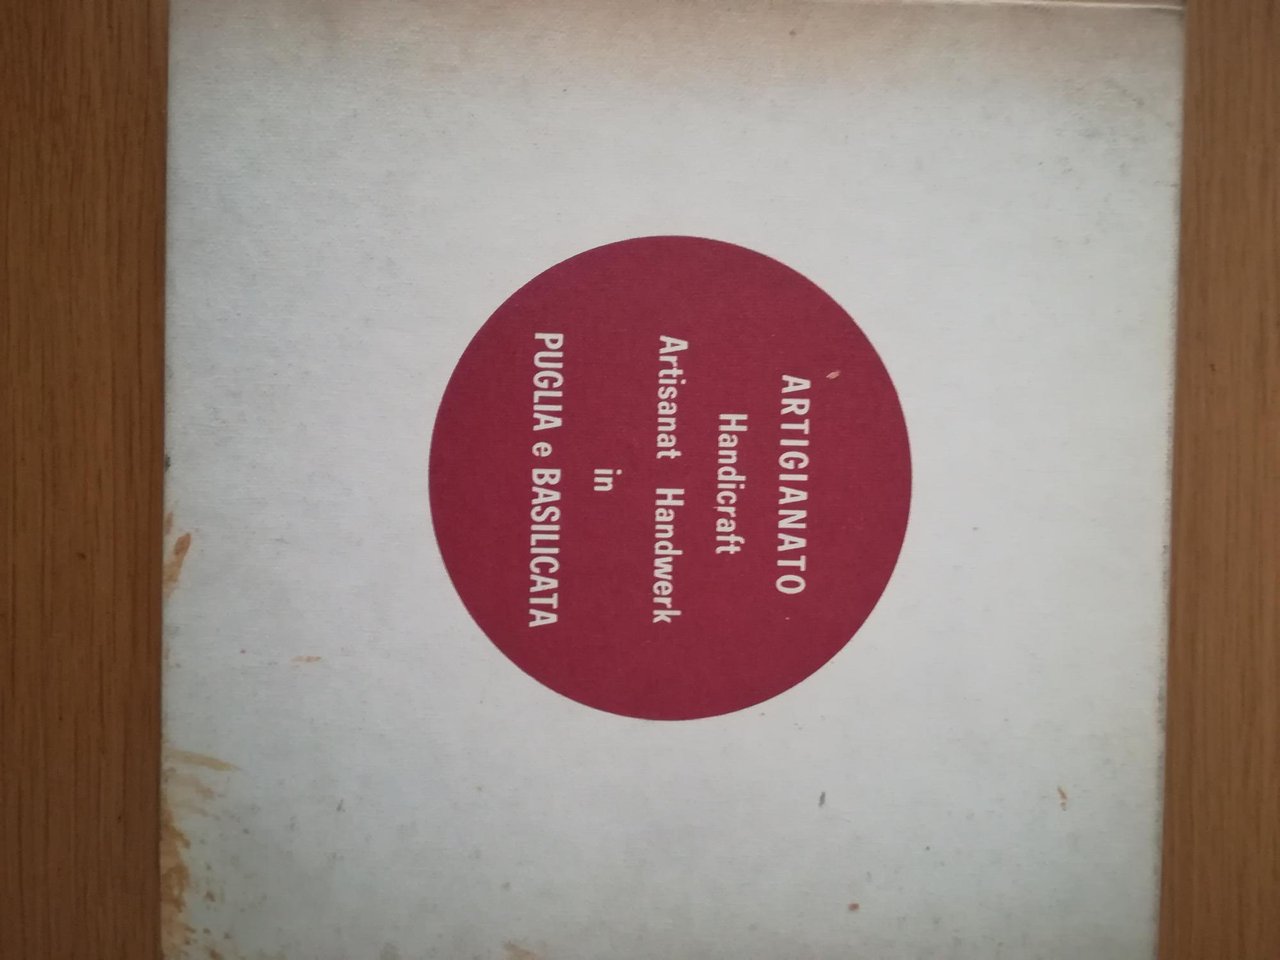 ARTIGIANATO
Handicraft
Artisanat Handwerk
in
PUGLIA e BASILICATA